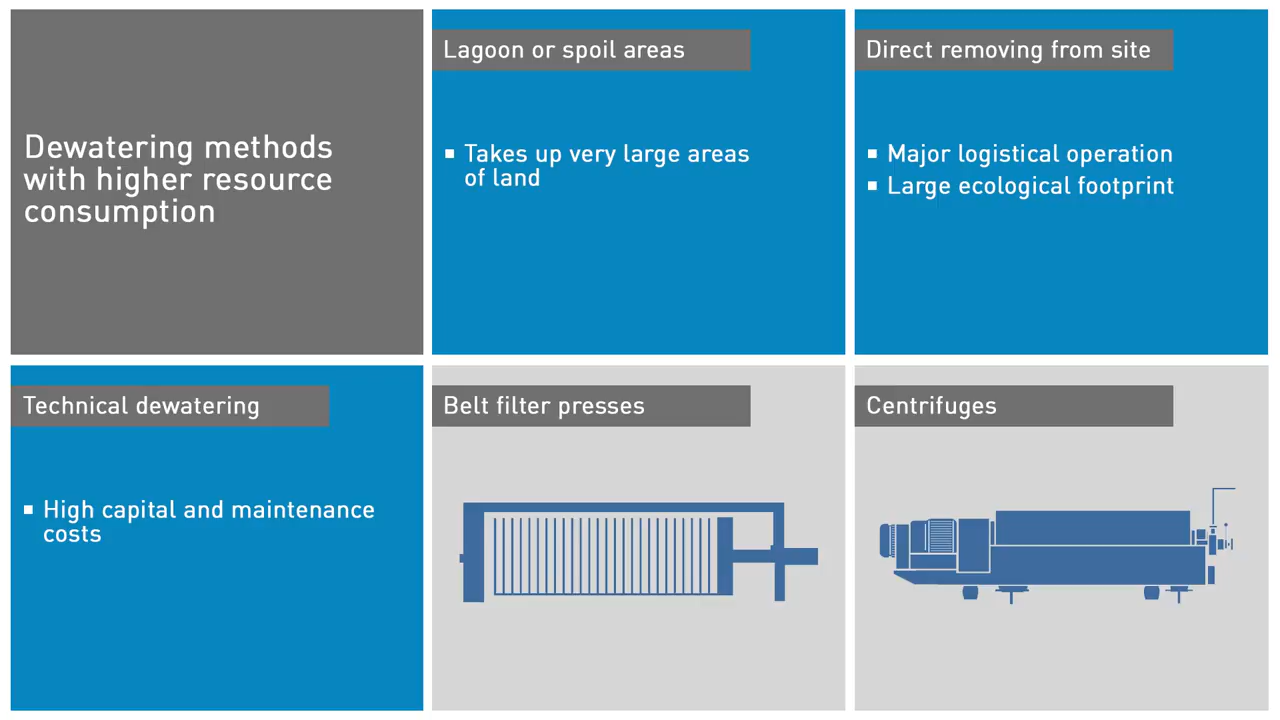 Dewatering methods
with higher resource
consumption
Lagoon or spoil areas
▪ Takes up very large areas
of land
Direct removing from site
▪ Major logistical operation
▪ Large ecological footprint
Technical dewatering
▪ High capital and maintenance
costs
Belt filter presses
Centrifuges